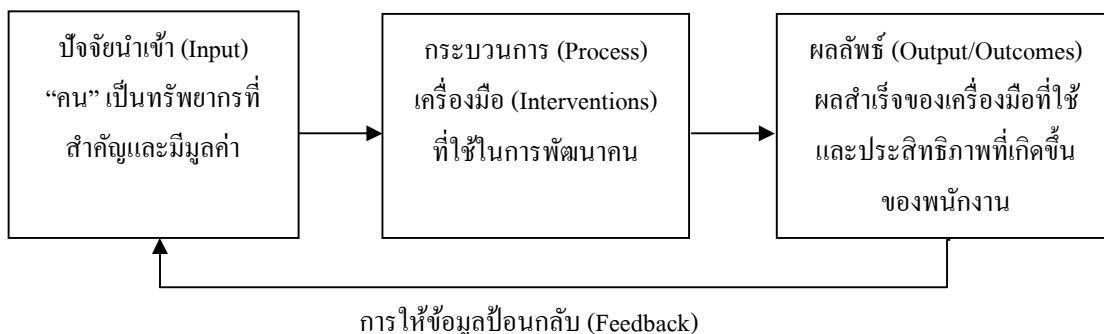 ปัจจัยนำเข้า (Input)
“คน” เป็นทรัพยากรที่
สำคัญและมีมูลค่า
กระบวนการ (Process)
เครื่องมือ (Interventions)
ที่ใช้ในการพัฒนาคน
ผลลัพธ์ (Output/Outcomes)
ผลสำเร็จของเครื่องมือที่ใช้
และประสิทธิภาพที่เกิดขึ้น
ของพนักงาน
การให้ข้อมูลป้อนกลับ (Feedback)